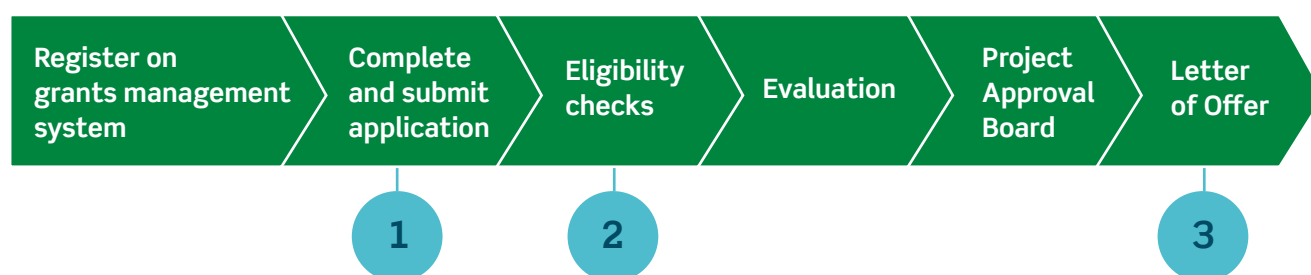 Register on
grants management
system
Complete
and submit
application
Eligibility
checks
Evaluation
Project
Approval
Board
Letter
of Offer
1
2
3